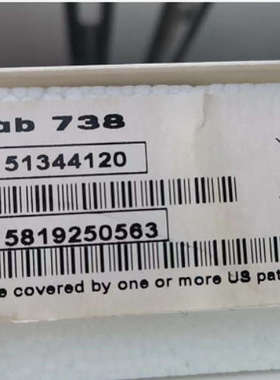 ab 738
51344120
5819250563
e covered by one or more US pat